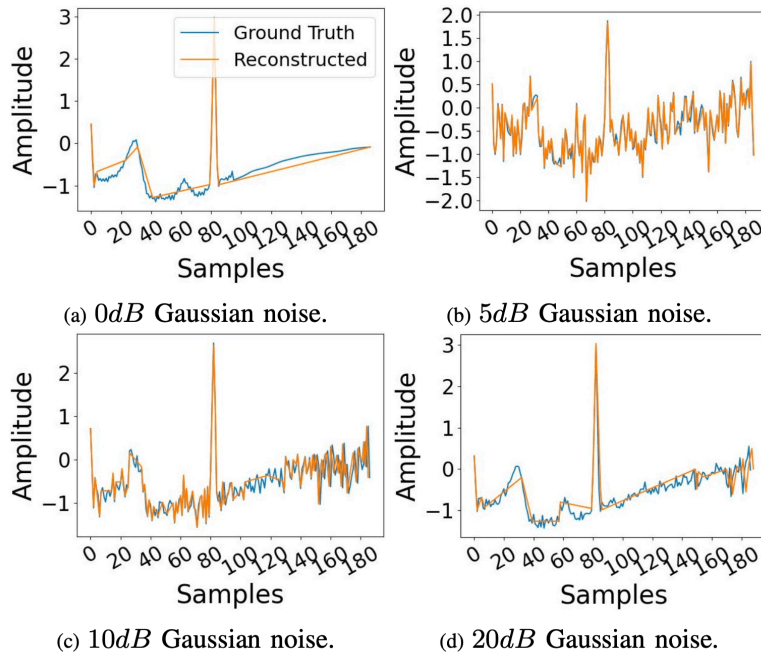 Ground Truth
Reconstructed
3
2
1
0
−1
Amplitude
0 20 40 60 80 100 120 140 160 180
Samples
(a) 0dB Gaussian noise.
2.0
1.5
1.0
0.5
0.0
−0.5
−1.0
−1.5
−2.0
Amplitude
0 20 40 60 80 100 120 140 160 180
Samples
(b) 5dB Gaussian noise.
2
1
0
−1
Amplitude
0 20 40 60 80 100 120 140 160 180
Samples
(c) 10dB Gaussian noise.
3
2
1
0
−1
Amplitude
0 20 40 60 80 100 120 140 160 180
Samples
(d) 20dB Gaussian noise.